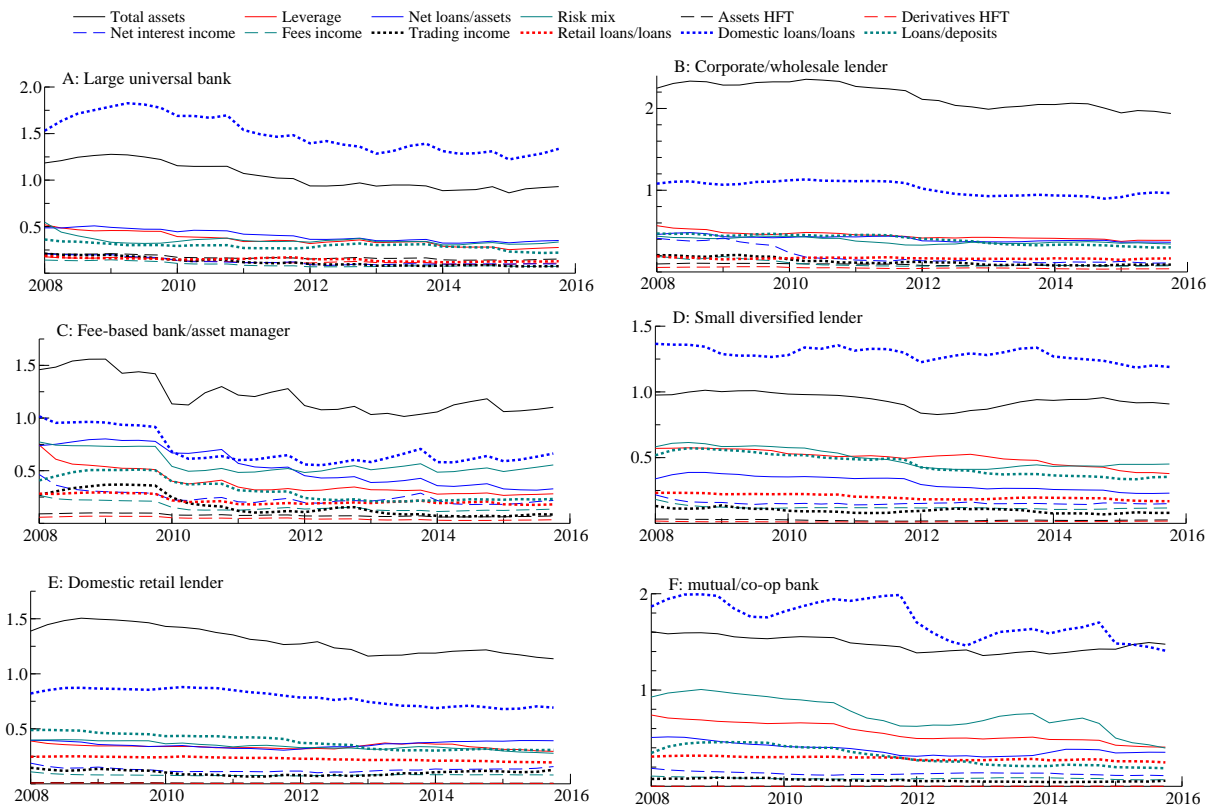 Total assets Leverage Net loans/assets Risk mix Assets HFT Derivatives HFT
Net interest income Fees income Trading income Retail loans/loans Domestic loans/loans Loans/deposits
A: Large universal bank
2.0
1.5
1.0
0.5
2008 2010 2012 2014 2016
B: Corporate/wholesale lender
2
1
2008 2010 2012 2014 2016
C: Fee-based bank/asset manager
1.5
1.0
0.5
2008 2010 2012 2014 2016
D: Small diversified lender
1.5
1.0
0.5
2008 2010 2012 2014 2016
E: Domestic retail lender
1.5
1.0
0.5
2008 2010 2012 2014 2016
F: mutual/co-op bank
2
1
2008 2010 2012 2014 2016